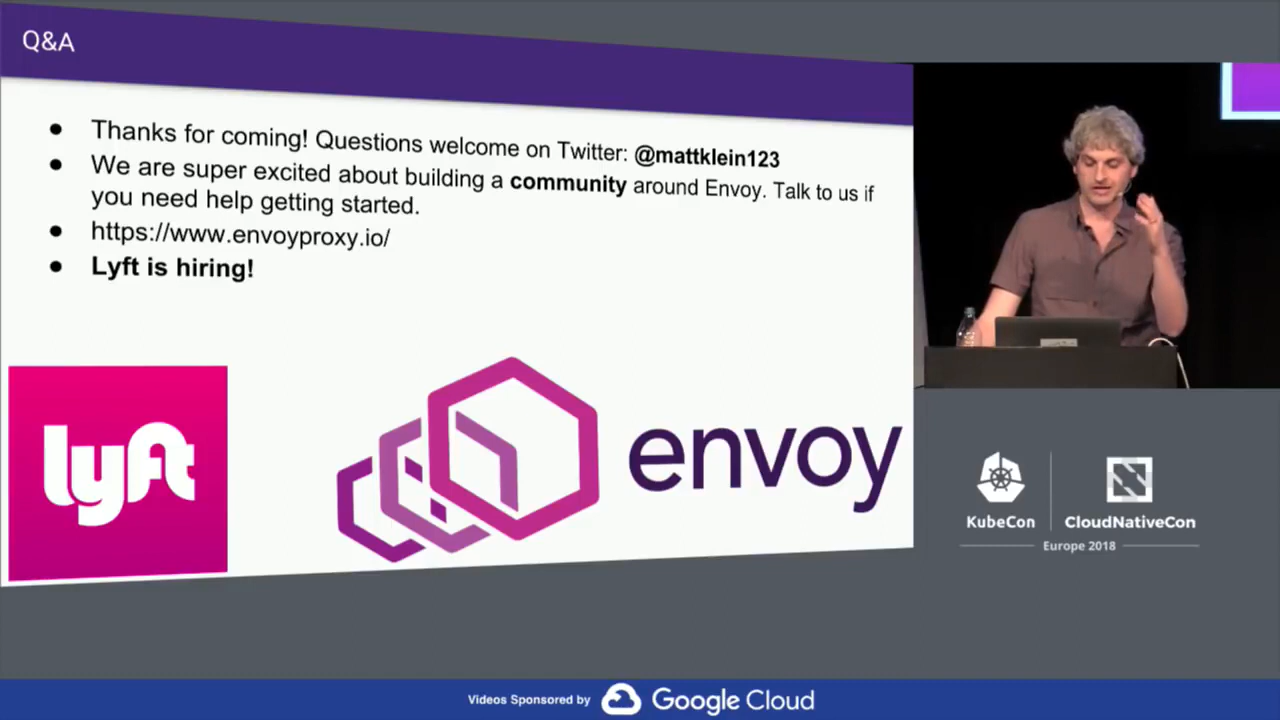 Q&A
Thanks for coming! Questions welcome on Twitter: @mattklein123
We are super excited about building a community around Envoy. Talk to us if
you need help getting started.
https://www.envoyproxy.io/
Lyft is hiring!
lyft
envoy
KubeCon
CloudNativeCon
Europe 2018
Videos Sponsored by Google Cloud